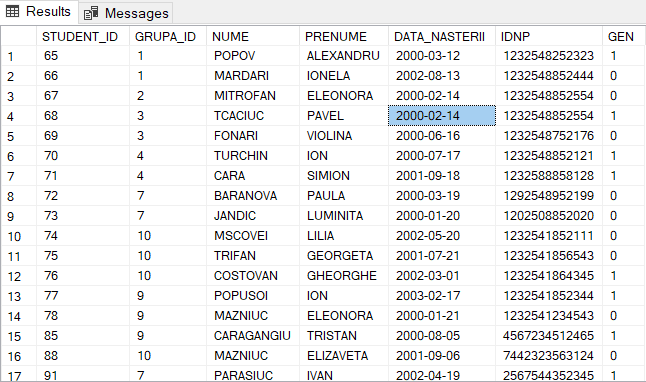 Results Messages
STUDENT_ID GRUPA_ID NUME PRENUME DATA_NASTERII IDNP GEN
1 65 1 POPOV ALEXANDRU 2000-03-12 1232548252323 1
2 66 1 MARDARI IONELA 2002-08-13 1232548852444 0
3 67 2 MITROFAN ELEONORA 2000-02-14 1232548852554 0
4 68 3 TCACIUC PAVEL 2000-02-14 1232548852554 1
5 69 3 FONARI VIOLINA 2000-06-16 1232548752176 0
6 70 4 TURCHIN ION 2000-07-17 1232548852121 1
7 71 4 CARA SIMION 2001-09-18 1232588858128 1
8 72 7 BARANOVA PAULA 2000-03-19 1292548952199 0
9 73 7 JANDIC LUMINITA 2000-01-20 1202508852020 0
10 74 10 MSCOVEI LILIA 2002-05-20 1232541852111 0
11 75 10 TRIFAN GEORGETA 2001-07-21 1232541856543 0
12 76 10 COSTOVAN GHEORGHE 2002-03-01 1232541864345 1
13 77 9 POPUSOI ION 2003-02-17 1232541852344 1
14 78 9 MAZNIUC ELEONORA 2000-01-21 1232541234543 0
15 85 9 CARAGANGIU TRISTAN 2000-08-05 4567234512465 1
16 88 10 MAZNIUC ELIZAVETA 2001-09-06 7442323563124 0
17 91 7 PARASIUC IVAN 2002-04-19 2567544352345 1